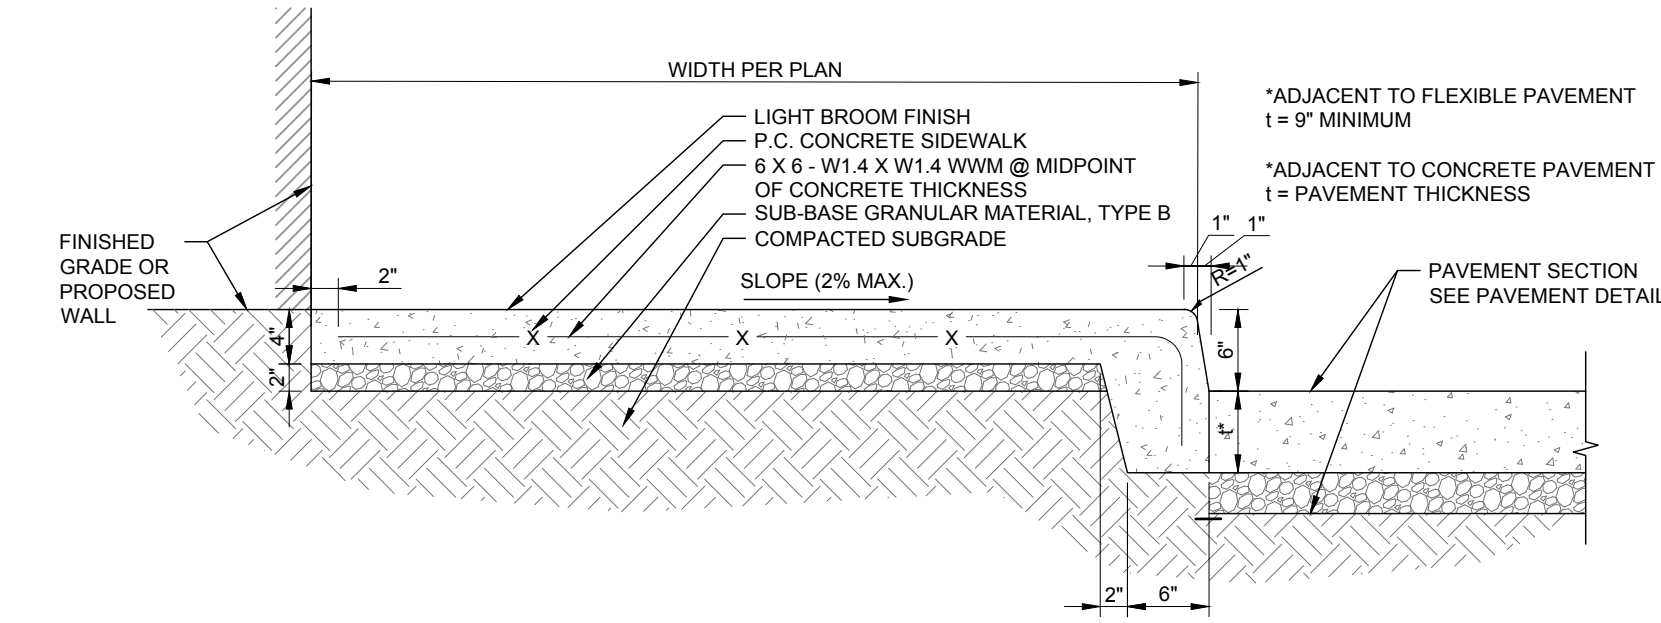 WIDTH PER PLAN
*ADJACENT TO FLEXIBLE PAVEMENT
t = 9" MINIMUM
*ADJACENT TO CONCRETE PAVEMENT
t = PAVEMENT THICKNESS
LIGHT BROOM FINISH
P.C. CONCRETE SIDEWALK
6 X 6 - W1.4 X W1.4 WWM @ MIDPOINT
OF CONCRETE THICKNESS
SUB-BASE GRANULAR MATERIAL, TYPE B
COMPACTED SUBGRADE
FINISHED
GRADE OR
PROPOSED
WALL
2"
SLOPE (2% MAX.)
1"
1"
R=1"
PAVEMENT SECTION
SEE PAVEMENT DETAIL
4"
2"
X
X
X
6"
t*
2"
6"